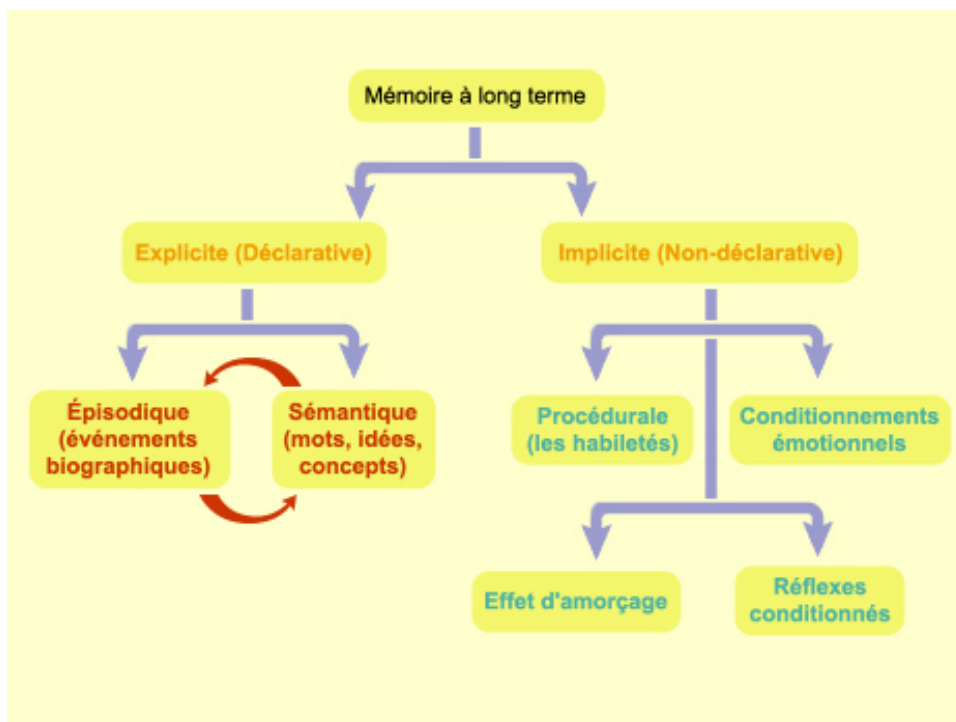 Mémoire à long terme
Explicite (Déclarative)
Implicite (Non-déclarative)
Épisodique
(événements
biographiques)
Sémantique
(mots, idées,
concepts)
Procédurale
(les habiletés)
Conditionnements
émotionnels
Effet d'amorçage
Réflexes
conditionnés